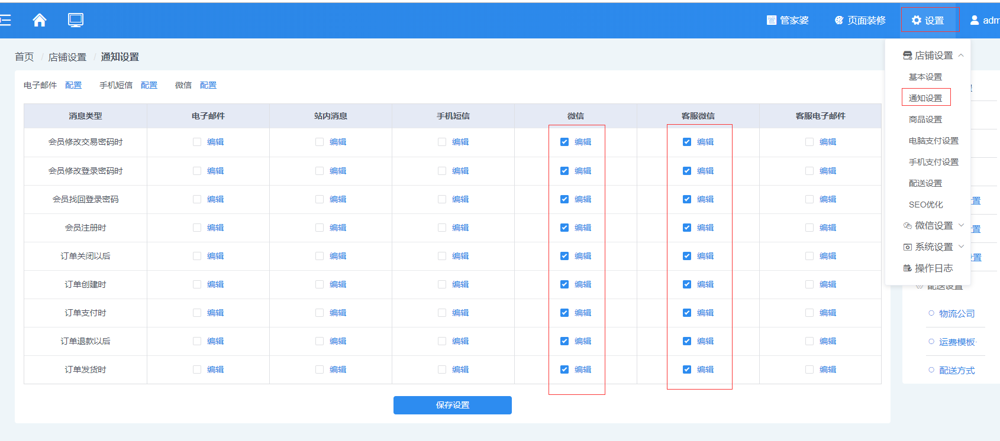 管家婆 页面装修 设置 adm
首页 / 店铺设置 / 通知设置
电子邮件 配置 手机短信 配置 微信 配置
消息类型 电子邮件 站内消息 手机短信 微信 客服微信 客服电子邮件
会员修改交易密码时 编辑 编辑 编辑 编辑 编辑 编辑
会员修改登录密码时 编辑 编辑 编辑 编辑 编辑 编辑
会员找回登录密码 编辑 编辑 编辑 编辑 编辑 编辑
会员注册时 编辑 编辑 编辑 编辑 编辑 编辑
订单关闭以后 编辑 编辑 编辑 编辑 编辑 编辑
订单创建时 编辑 编辑 编辑 编辑 编辑 编辑
订单支付时 编辑 编辑 编辑 编辑 编辑 编辑
订单退款以后 编辑 编辑 编辑 编辑 编辑 编辑
订单发货时 编辑 编辑 编辑 编辑 编辑 编辑
保存设置
店铺设置
基本设置
通知设置
商品设置
电脑支付设置
手机支付设置
配送设置
SEO优化
微信设置
系统设置
操作日志
置
置
置
配送设置
物流公司
运费模板
配送方式